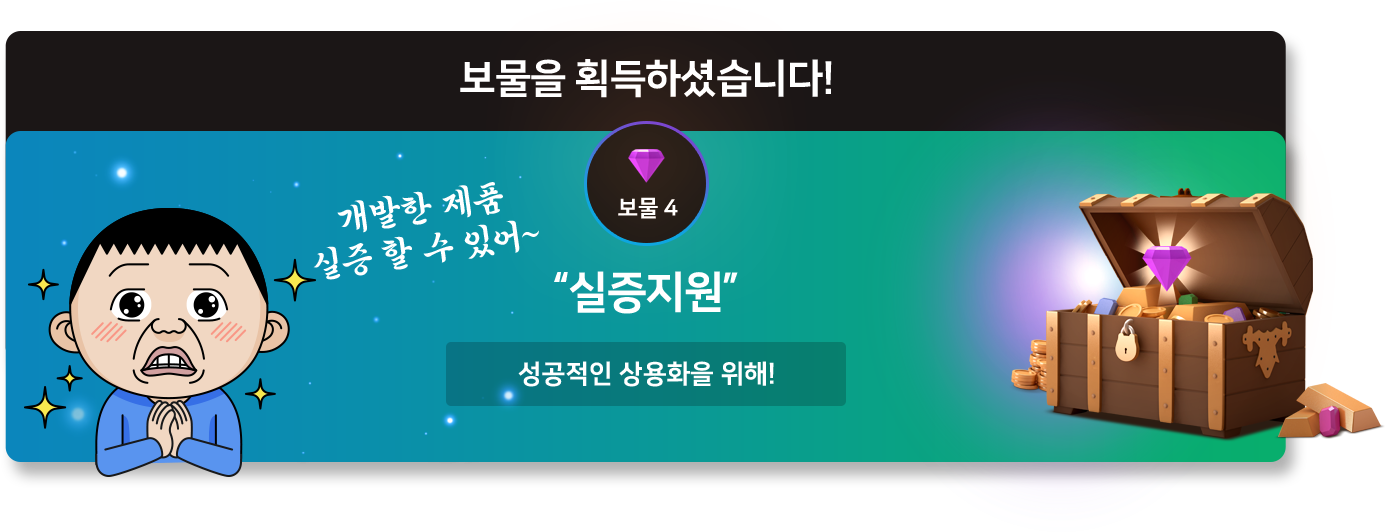 보물을 획득하셨습니다!
보물 4
개발한 제품
실증 할 수 있어~
“실증지원”
성공적인 상용화을 위해!